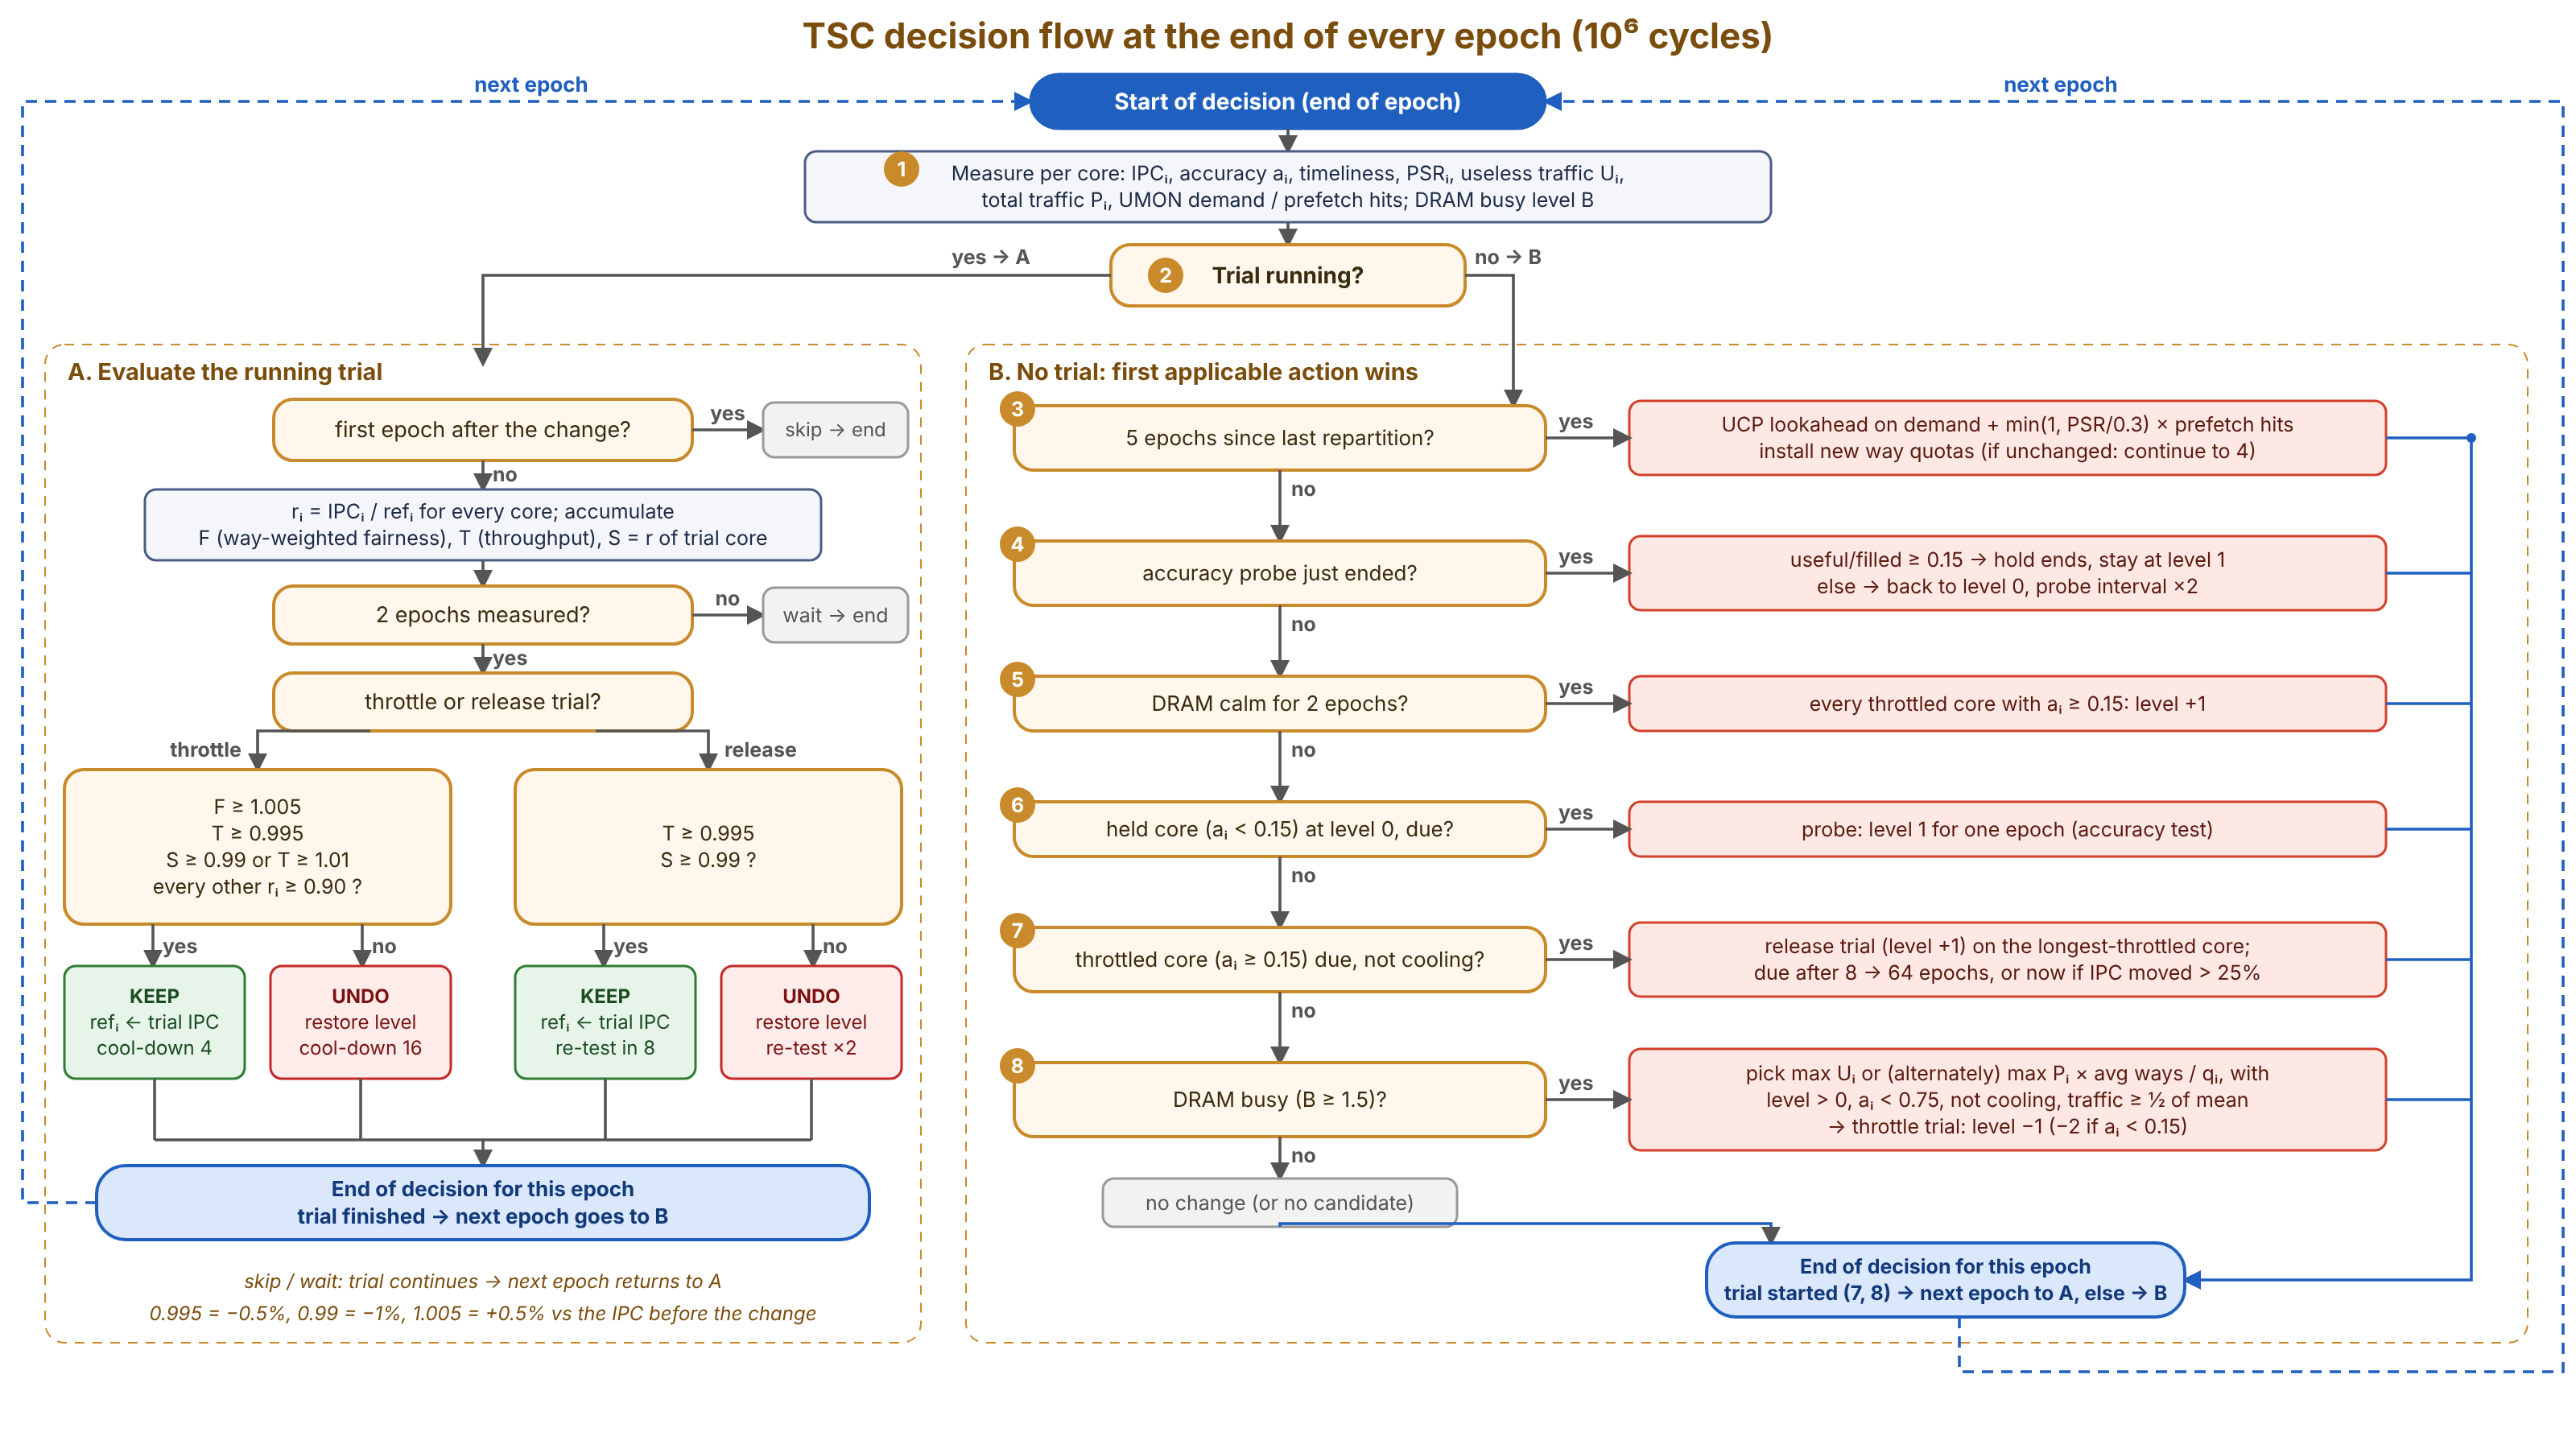 TSC decision flow at the end of every epoch (10⁶ cycles)
next epoch
next epoch
Start of decision (end of epoch)
1
Measure per core: IPCᵢ, accuracy aᵢ, timeliness, PSRᵢ, useless traffic Uᵢ,
total traffic Pᵢ, UMON demand / prefetch hits; DRAM busy level B
yes → A
2
Trial running?
no → B
A. Evaluate the running trial
first epoch after the change?
yes
skip → end
no
rᵢ = IPCᵢ / refᵢ for every core; accumulate
F (way-weighted fairness), T (throughput), S = r of trial core
2 epochs measured?
no
wait → end
yes
throttle or release trial?
throttle
release
F ≥ 1.005
T ≥ 0.995
S ≥ 0.99 or T ≥ 1.01
every other rᵢ ≥ 0.90 ?
T ≥ 0.995
S ≥ 0.99 ?
yes
no
yes
no
KEEP
refᵢ ← trial IPC
cool-down 4
UNDO
restore level
cool-down 16
KEEP
refᵢ ← trial IPC
re-test in 8
UNDO
restore level
re-test ×2
End of decision for this epoch
trial finished → next epoch goes to B
skip / wait: trial continues → next epoch returns to A
0.995 = −0.5%, 0.99 = −1%, 1.005 = +0.5% vs the IPC before the change
B. No trial: first applicable action wins
3
5 epochs since last repartition?
yes
UCP lookahead on demand + min(1, PSR/0.3) × prefetch hits
install new way quotas (if unchanged: continue to 4)
no
4
accuracy probe just ended?
yes
useful/filled ≥ 0.15 → hold ends, stay at level 1
else → back to level 0, probe interval ×2
no
5
DRAM calm for 2 epochs?
yes
every throttled core with aᵢ ≥ 0.15: level +1
no
6
held core (aᵢ < 0.15) at level 0, due?
yes
probe: level 1 for one epoch (accuracy test)
no
7
throttled core (aᵢ ≥ 0.15) due, not cooling?
yes
release trial (level +1) on the longest-throttled core;
due after 8 → 64 epochs, or now if IPC moved > 25%
no
8
DRAM busy (B ≥ 1.5)?
yes
pick max Uᵢ or (alternately) max Pᵢ × avg ways / qᵢ, with
level > 0, aᵢ < 0.75, not cooling, traffic ≥ ½ of mean
→ throttle trial: level −1 (−2 if aᵢ < 0.15)
no
no change (or no candidate)
End of decision for this epoch
trial started (7, 8) → next epoch to A, else → B